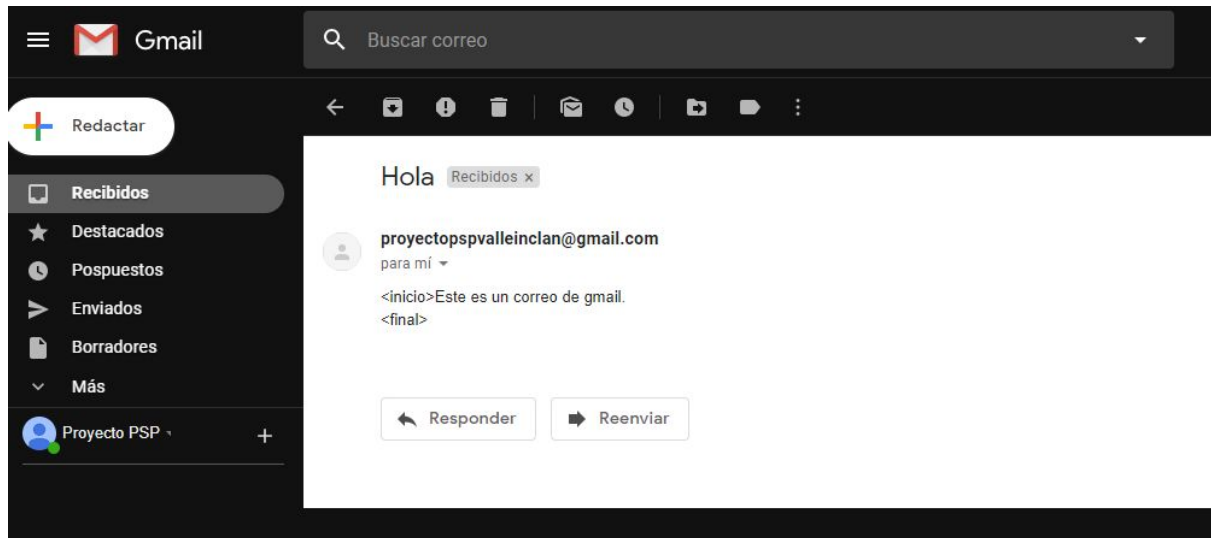 Gmail
Buscar correo
Redactar
Recibidos
Destacados
Pospuestos
Enviados
Borradores
Más
Proyecto PSP
+
Hola Recibidos x
proyectopspvalleinclan@gmail.com
para mí
<inicio>Este es un correo de gmail.
<final>
Responder Reenviar